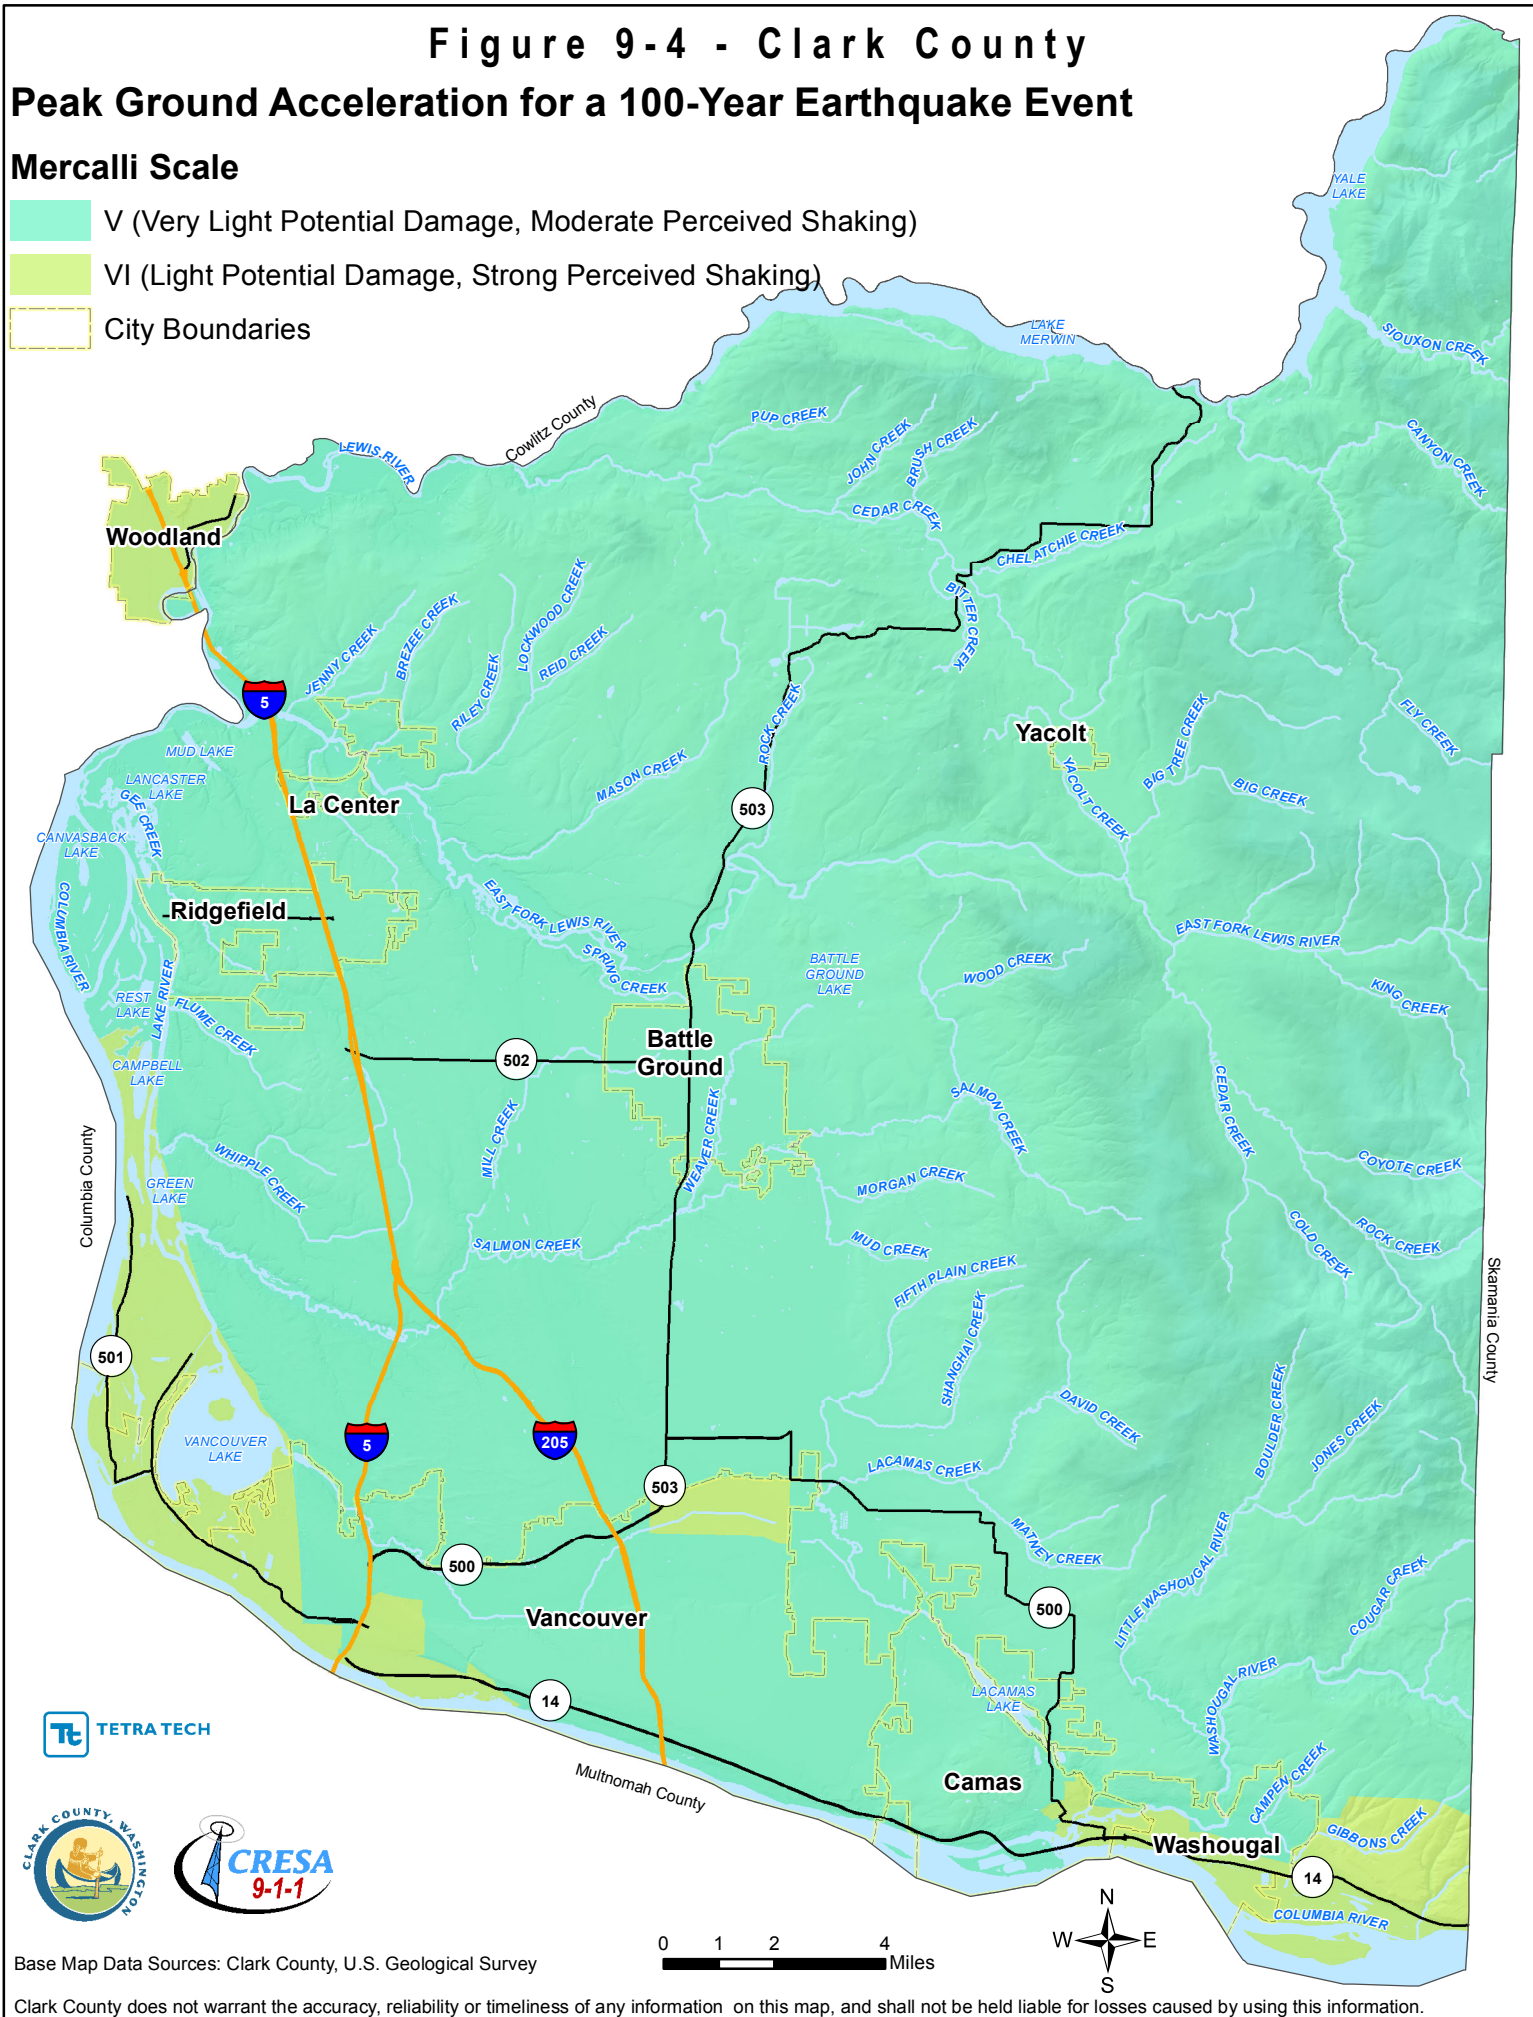 Figure 9-4 - Clark County
Peak Ground Acceleration for a 100-Year Earthquake Event
Mercalli Scale
V (Very Light Potential Damage, Moderate Perceived Shaking)
VI (Light Potential Damage, Strong Perceived Shaking)
City Boundaries
YALE
LAKE
LAKE
MERWIN
SIOUXON CREEK
Cowlitz County
PUP CREEK
JOHN CREEK
BRUSH CREEK
CANYON CREEK
LEWIS RIVER
CEDAR CREEK
Woodland
CHELATCHIE CREEK
BITTER CREEK
LOCKWOOD CREEK
BREZEE CREEK
REID CREEK
JENNY CREEK
RILEY CREEK
5
ROCK CREEK
Yacolt
FLY CREEK
BIG TREE CREEK
MUD LAKE
LANCASTER
LAKE
GEE CREEK
La Center
MASON CREEK
503
YACOLT CREEK
BIG CREEK
CANVASBACK
LAKE
COLUMBIA RIVER
Ridgefield
EAST FORK LEWIS RIVER
SPRING CREEK
EAST FORK LEWIS RIVER
BATTLE
GROUND
LAKE
WOOD CREEK
KING CREEK
REST
LAKE
LAKE RIVER
FLUME CREEK
Battle
Ground
502
CAMPBELL
LAKE
MILL CREEK
WEAVER CREEK
SALMON CREEK
CEDAR CREEK
Columbia County
WHIPPLE CREEK
GREEN
LAKE
MORGAN CREEK
COYOTE CREEK
SALMON CREEK
MUD CREEK
COLD CREEK
ROCK CREEK
FIFTH PLAIN CREEK
SHANGHAI CREEK
Skamania County
501
VANCOUVER
LAKE
5
205
DAVID CREEK
BOULDER CREEK
JONES CREEK
LACAMAS CREEK
503
MATNEY CREEK
500
LITTLE WASHOUGAL RIVER
COUGAR CREEK
500
Vancouver
WASHOUGAL RIVER
LACAMAS
LAKE
14
TETRA TECH
Tt
Multnomah County
Camas
CAMPEN CREEK
GIBBONS CREEK
Washougal
14
COLUMBIA RIVER
CLARK COUNTY, WASHINGTON
CRESA
9-1-1
N
W E
S
0 1 2 4
Miles
Base Map Data Sources: Clark County, U.S. Geological Survey
Clark County does not warrant the accuracy, reliability or timeliness of any information on this map, and shall not be held liable for losses caused by using this information.